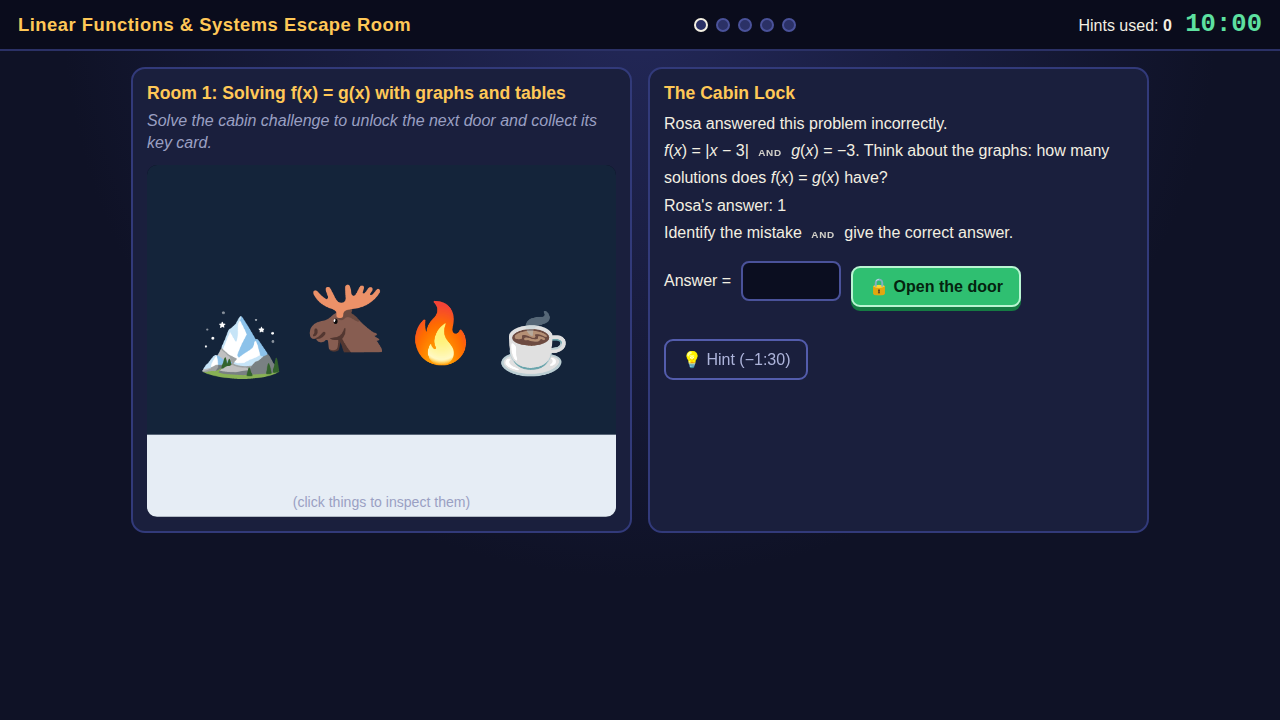 Linear Functions & Systems Escape Room
Hints used: 0 10:00
Room 1: Solving f(x) = g(x) with graphs and tables
Solve the cabin challenge to unlock the next door and collect its
key card.
(click things to inspect them)
The Cabin Lock
Rosa answered this problem incorrectly.
f(x) = |x − 3| AND g(x) = −3. Think about the graphs: how many
solutions does f(x) = g(x) have?
Rosa's answer: 1
Identify the mistake AND give the correct answer.
Answer =
🔒 Open the door
💡 Hint (−1:30)